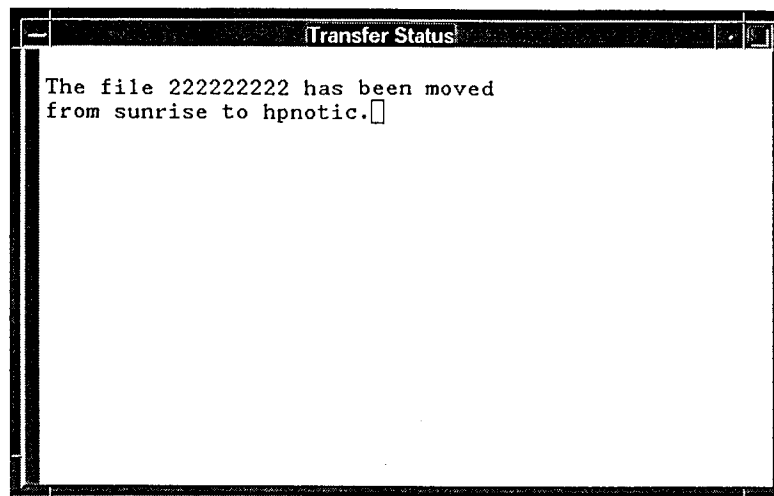 Transfer Status
The file 222222222 has been moved
from sunrise to hpnotic.